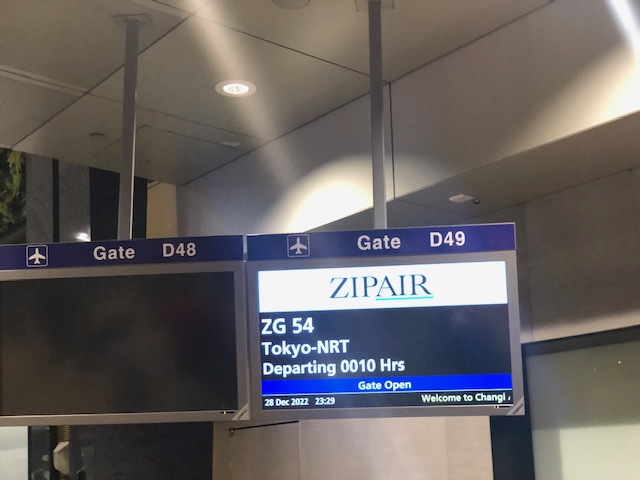 Gate D48
Gate D49
ZIPAIR
ZG 54
Tokyo-NRT
Departing 0010 Hrs
Gate Open
28 Dec 2022 23:29
Welcome to Changi